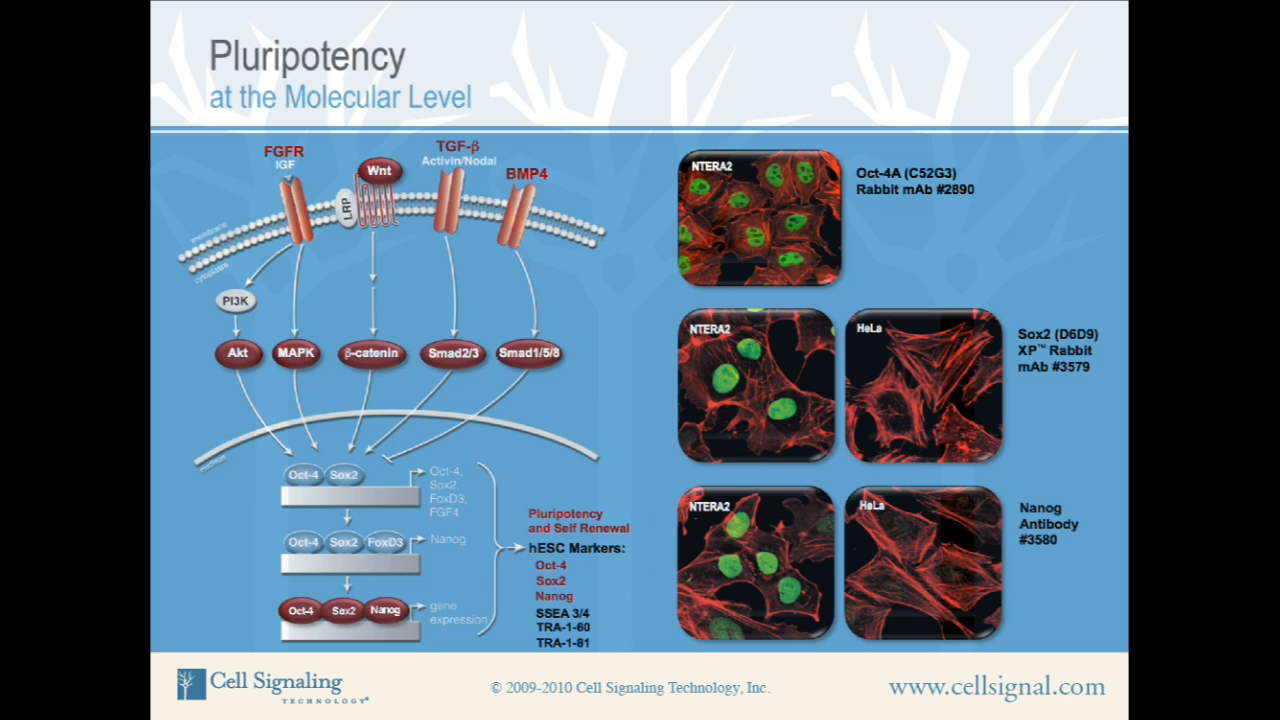 Pluripotency
at the Molecular Level
FGFR
IGF
Wnt
LRP
TGF-β
Activin/Nodal
BMP4
membrane
cytoplasm
PI3K
Akt
MAPK
β-catenin
Smad2/3
Smad1/5/8
nucleus
Oct-4
Sox2
Oct-4,
Sox2,
FoxD3,
FGF4
Oct-4
Sox2
FoxD3
Nanog
Oct-4
Sox2
Nanog
gene
expression
Pluripotency
and Self Renewal
hESC Markers:
Oct-4
Sox2
Nanog
SSEA 3/4
TRA-1-60
TRA-1-81
NTERA2
Oct-4A (C52G3)
Rabbit mAb #2890
NTERA2
HeLa
Sox2 (D6D9)
XP™ Rabbit
mAb #3579
NTERA2
HeLa
Nanog
Antibody
#3580
Cell Signaling
TECHNOLOGY®
© 2009-2010 Cell Signaling Technology, Inc.
www.cellsignal.com